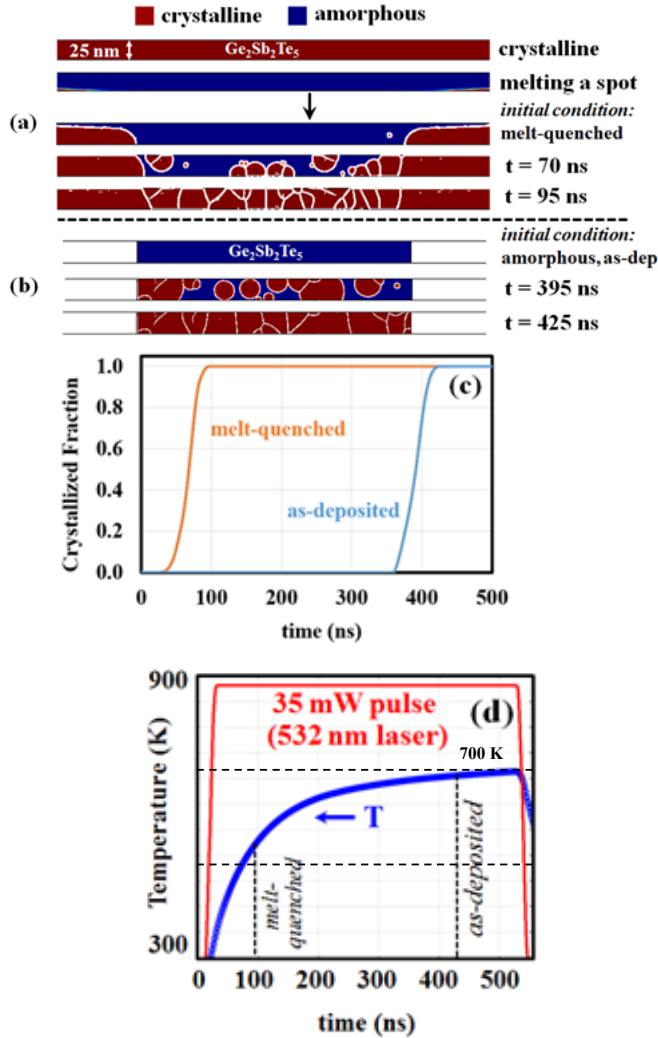 crystalline amorphous
25 nm Ge₂Sb₂Te₅ crystalline
melting a spot
(a) initial condition:
melt-quenched
t = 70 ns
t = 95 ns
Ge₂Sb₂Te₅ initial condition:
amorphous, as-dep
(b) t = 395 ns
t = 425 ns
1.0 (c)
0.8
melt-quenched
0.6
0.4
as-deposited
0.2
0.0
Crystallized Fraction
0 100 200 300 400 500
time (ns)
900
35 mW pulse (d)
(532 nm laser)
700 K
T
melt-
quenched
as-deposited
Temperature (K)
300
0 100 200 300 400 500
time (ns)